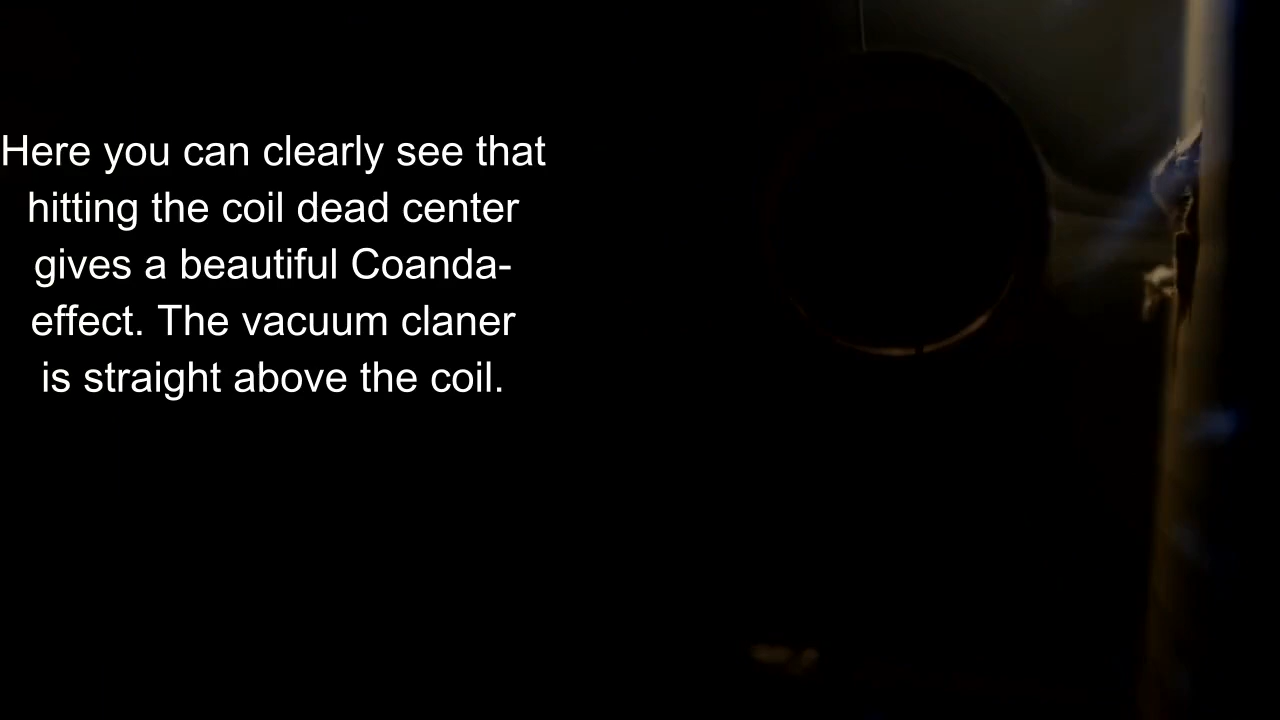 Here you can clearly see that
hitting the coil dead center
gives a beautiful Coanda-
effect. The vacuum claner
is straight above the coil.